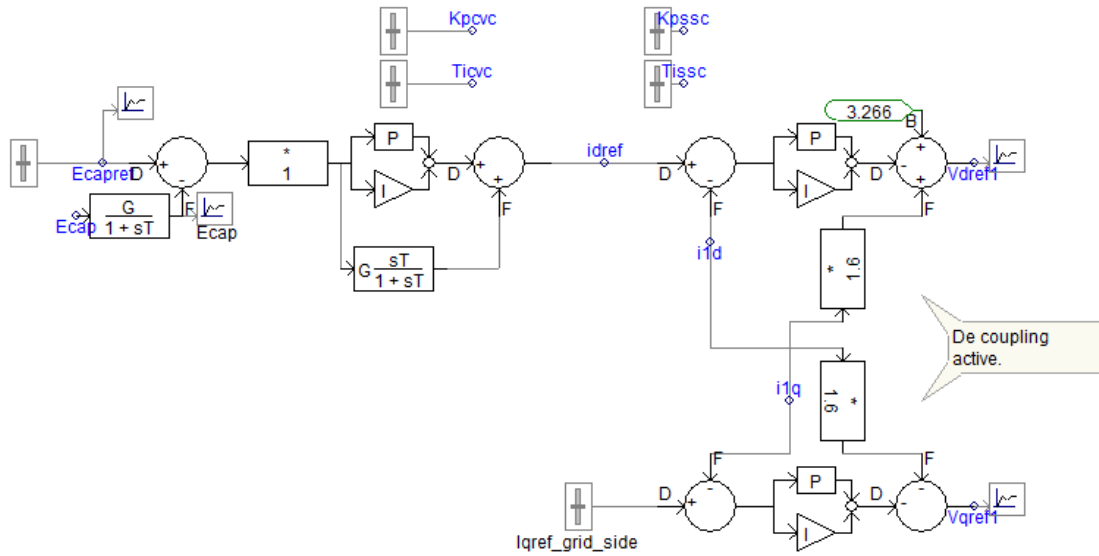 Kpcvc
Kpssc
Ticvc
Tissc
3.266
B
*
1
P
I
P
I
+
-
+
+
+
-
+
-
+
D
D
D
D
Ecapref
idref
Vdref1
F
F
F
F
Ecap
G
1 + sT
Ecap
G sT
1 + sT
i1d
*
1.6
De coupling
active.
i1q
*
1.6
F
F
D
+
-
P
I
D
-
-
Iqref_grid_side
Vqref1